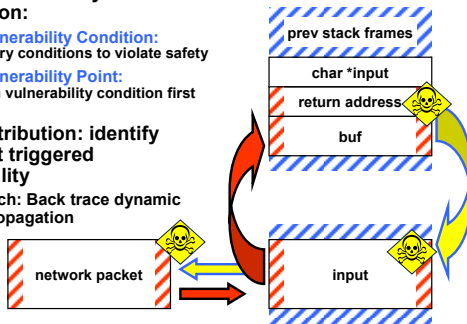 on:
nerability Condition:
ry conditions to violate safety
nerability Point:
vulnerability condition first
tribution: identify
t triggered
lity
ch: Back trace dynamic
opagation
prev stack frames
char *input
return address
buf
network packet
input